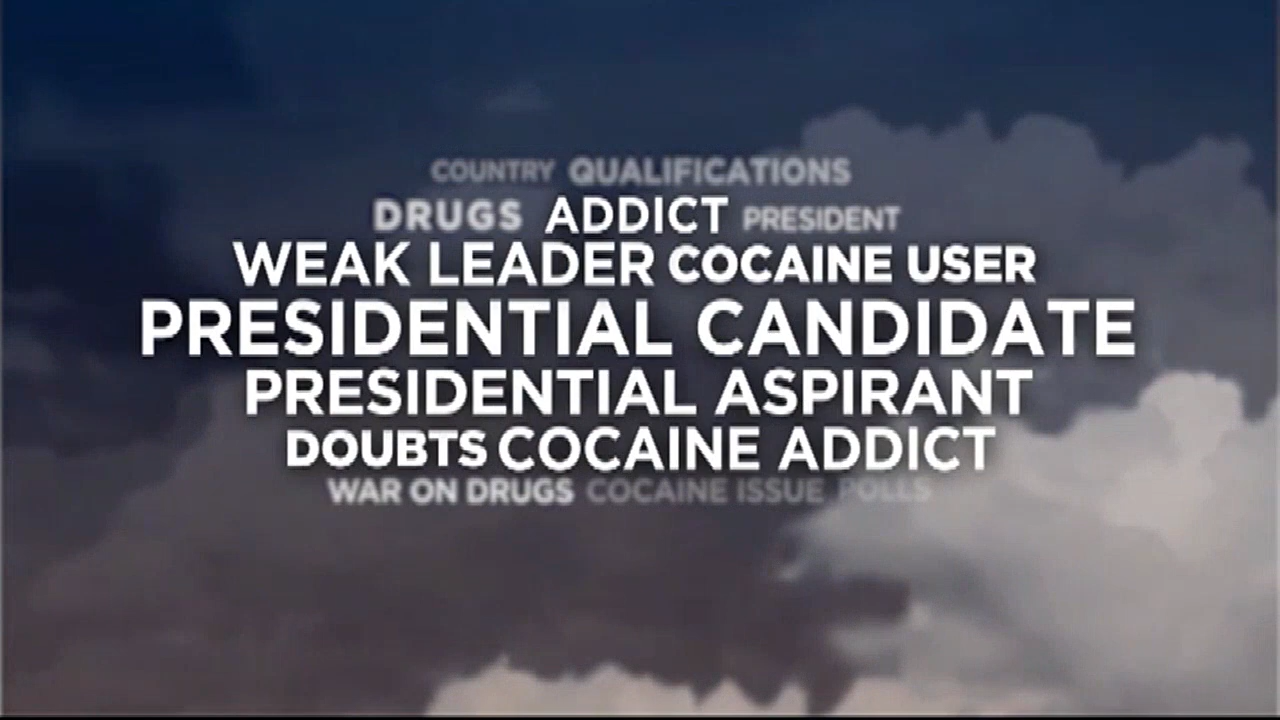 COUNTRY QUALIFICATIONS
DRUGS ADDICT PRESIDENT
WEAK LEADER COCAINE USER
PRESIDENTIAL CANDIDATE
PRESIDENTIAL ASPIRANT
DOUBTS COCAINE ADDICT
WAR ON DRUGS COCAINE ISSUE POLLS